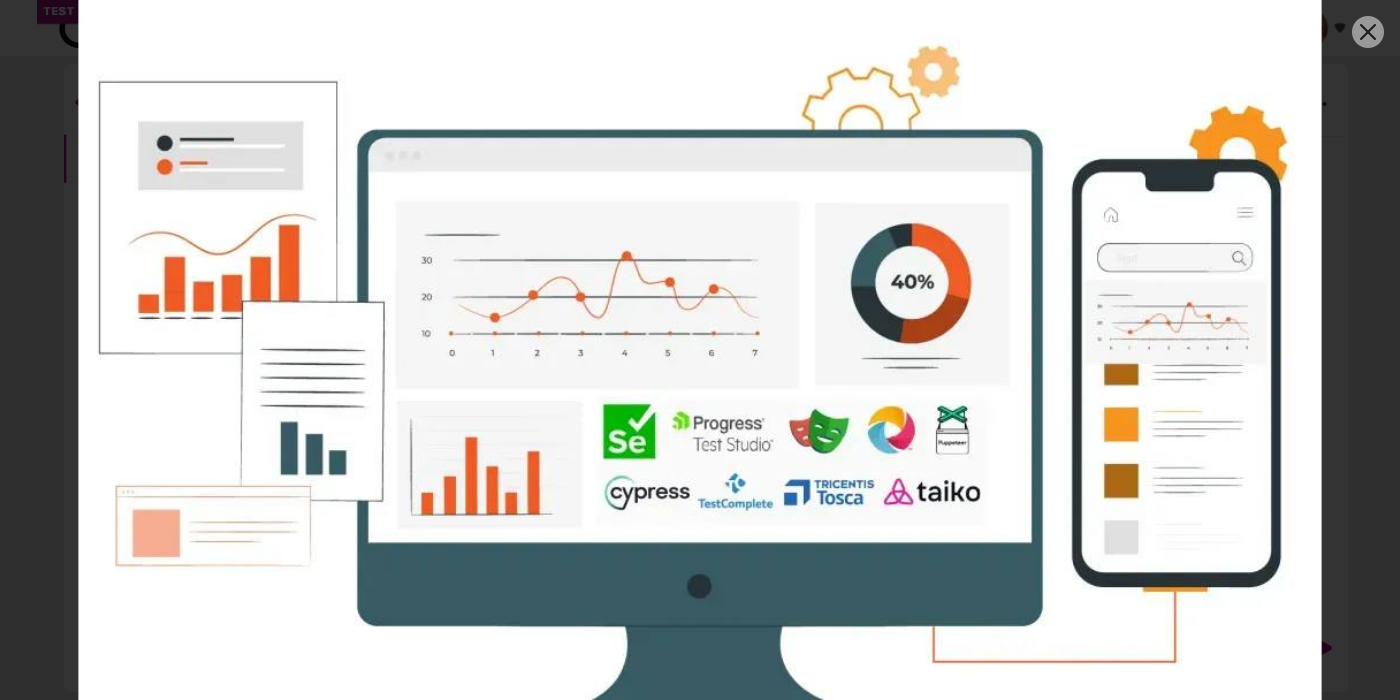 TEST
30
20
10
0 1 2 3 4 5 6 7
40%
Se
Progress
Test Studio
Puppeteer
cypress
TestComplete
TRICENTIS
Tosca
taiko